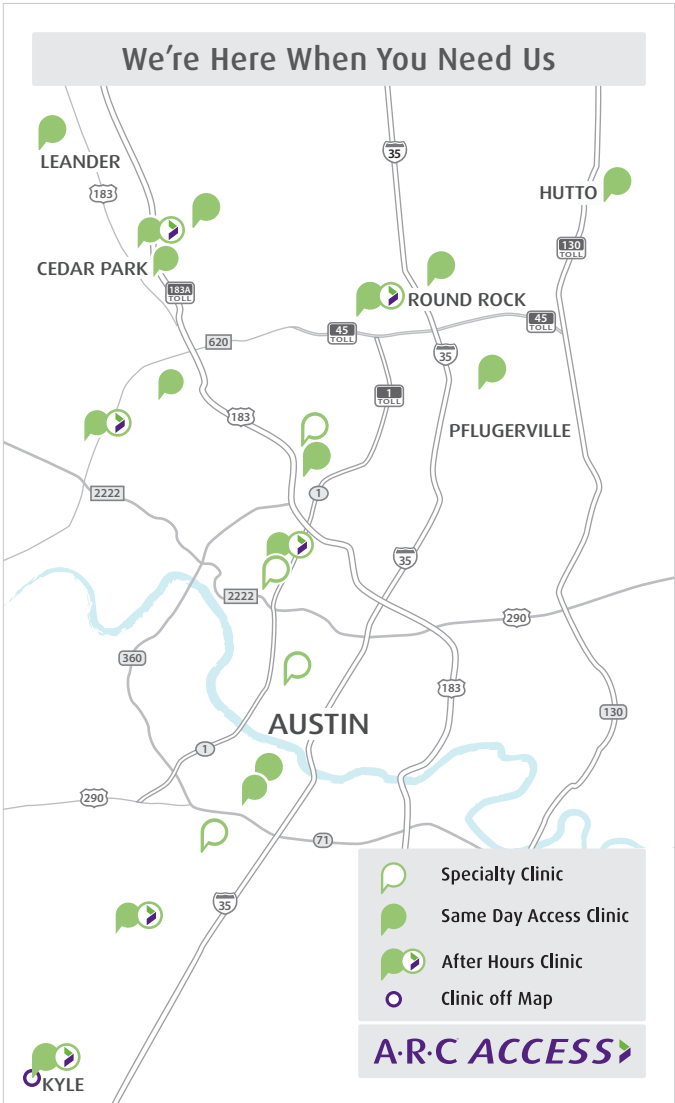 We're Here When You Need Us
35
LEANDER
183
HUTTO
130
TOLL
CEDAR PARK
183A
TOLL
ROUND ROCK
45
TOLL
45
TOLL
620
35
1
TOLL
183
PFLUGERVILLE
2222
1
35
2222
290
360
183
130
AUSTIN
1
290
71
35
Specialty Clinic
Same Day Access Clinic
After Hours Clinic
Clinic off Map
A·R·C ACCESS
KYLE